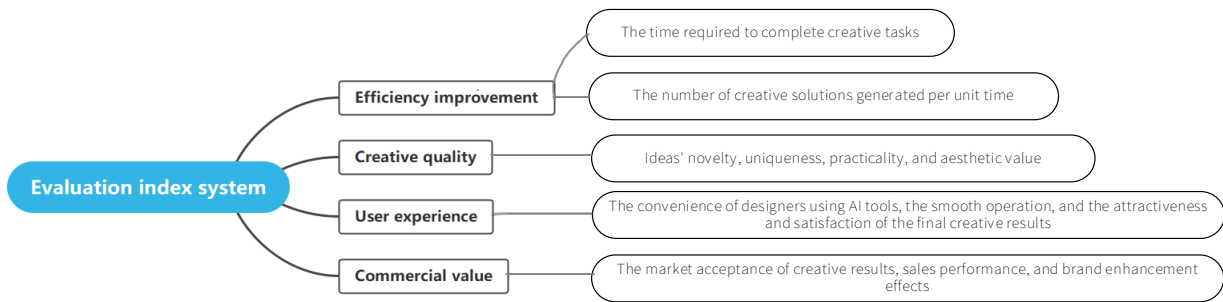 Evaluation index system
Efficiency improvement
The time required to complete creative tasks
The number of creative solutions generated per unit time
Creative quality
Ideas' novelty, uniqueness, practicality, and aesthetic value
User experience
The convenience of designers using AI tools, the smooth operation, and the attractiveness
and satisfaction of the final creative results
Commercial value
The market acceptance of creative results, sales performance, and brand enhancement
effects